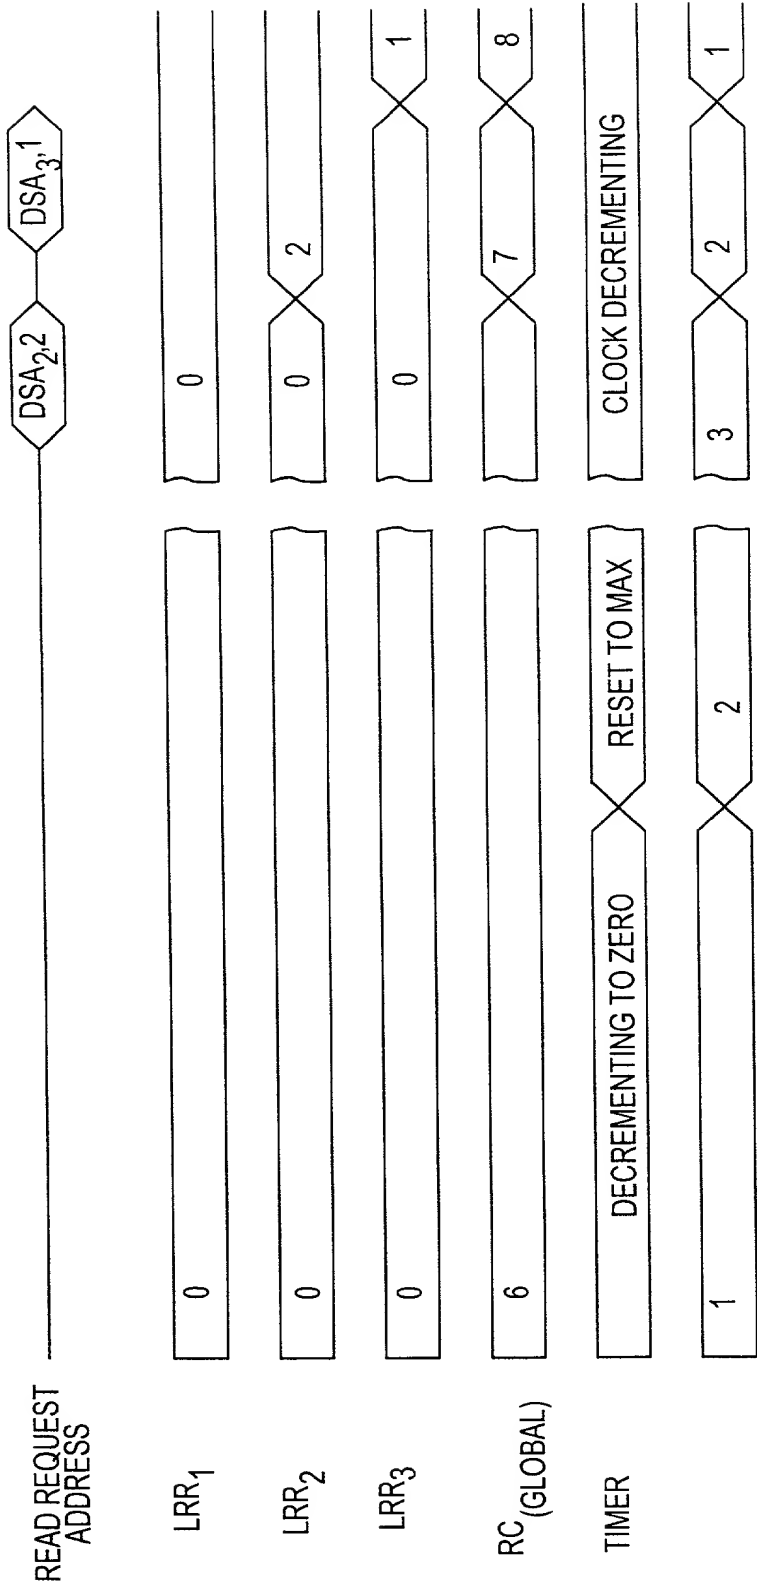 READ REQUEST
ADDRESS
DSA2,2
DSA3,1
LRR1
0
0
LRR2
0
0
2
LRR3
0
0
1
RC (GLOBAL)
6
7
8
TIMER
DECREMENTING TO ZERO
RESET TO MAX
CLOCK DECREMENTING
1
2
3
2
1